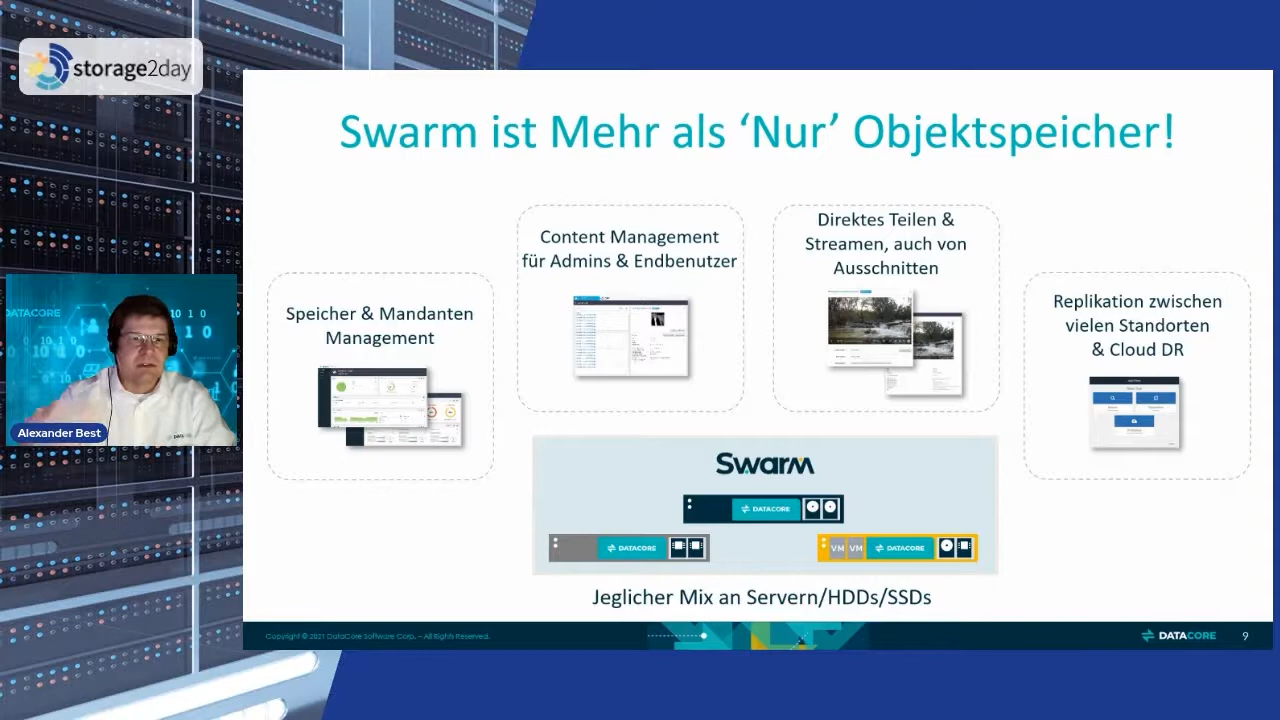 storage2day
Swarm ist Mehr als ‘Nur’ Objektspeicher!
Speicher & Mandanten
Management
Content Management
für Admins & Endbenutzer
Direktes Teilen &
Streamen, auch von
Ausschnitten
Replikation zwischen
vielen Standorten
& Cloud DR
DATACORE
Alexander Best
Swarm
DATACORE
DATACORE
VM VM DATACORE
Jeglicher Mix an Servern/HDDs/SSDs
Copyright © 2021 DataCore Software Corp. – All Rights Reserved.
DATACORE
9